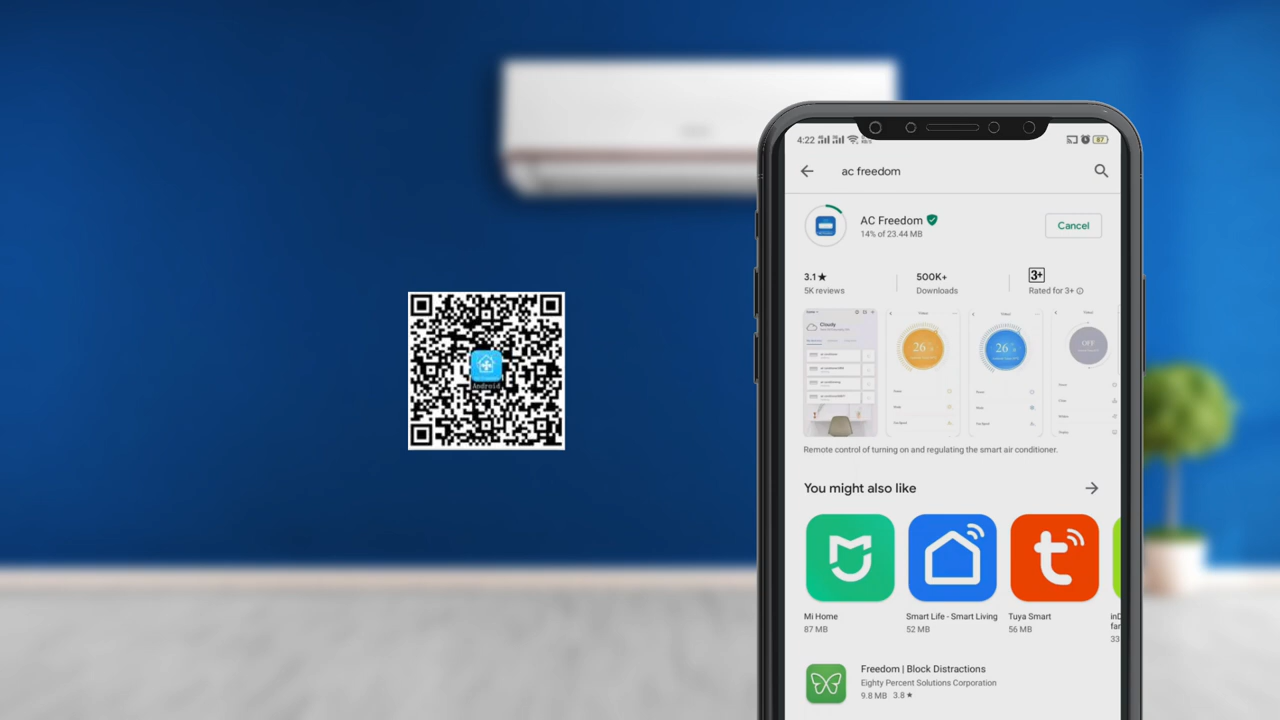 Android
4:22
87
ac freedom
AC Freedom
14% of 23.44 MB
Cancel
3.1★
5K reviews
500K+
Downloads
3+
Rated for 3+
Cloudy
26
26
OFF
Remote control of turning on and regulating the smart air conditioner.
You might also like
Mi Home
87 MB
Smart Life - Smart Living
52 MB
Tuya Smart
56 MB
33
Freedom | Block Distractions
Eighty Percent Solutions Corporation
9.8 MB 3.8 ★